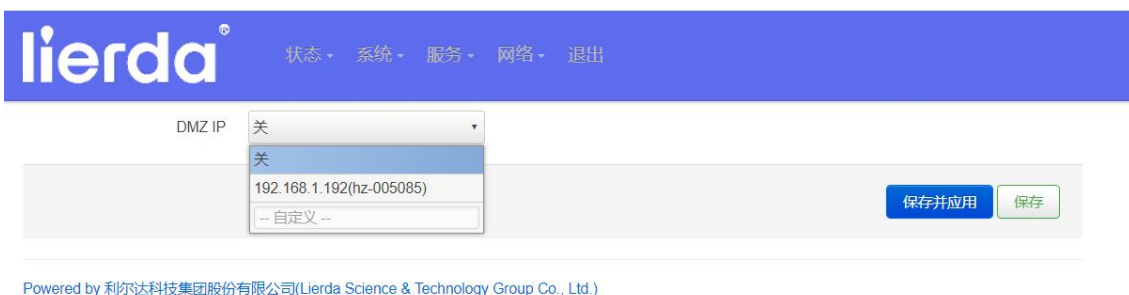 lierda®
状态 系统 服务 网络 退出
DMZ IP 关
关
192.168.1.192(hz-005085)
-- 自定义 --
保存并应用 保存
Powered by 利尔达科技集团股份有限公司(Lierda Science & Technology Group Co., Ltd.)